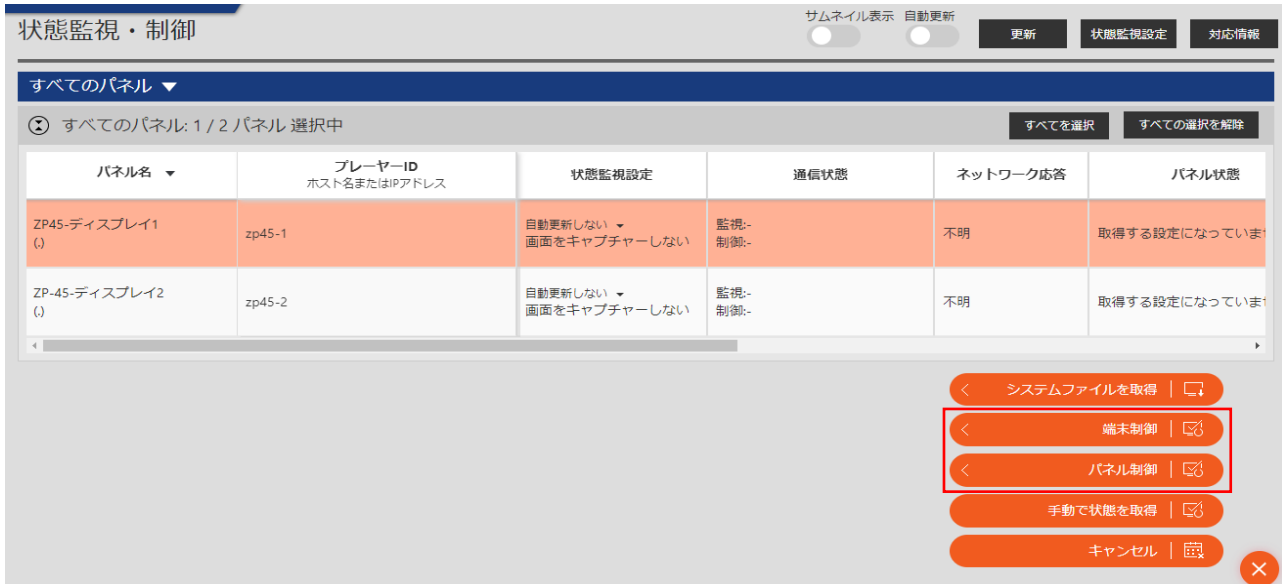 状態監視・制御
サムネイル表示 自動更新
更新 状態監視設定 対応情報
すべてのパネル
すべてのパネル: 1 / 2 パネル 選択中 すべてを選択 すべての選択を解除
パネル名 プレーヤーID 状態監視設定 通信状態 ネットワーク応答 パネル状態
ホスト名またはIPアドレス
ZP45-ディスプレイ1 自動更新しない 監視:-
(.) zp45-1 画面をキャプチャーしない 制御:- 不明 取得する設定になっていま
ZP-45-ディスプレイ2 自動更新しない 監視:-
(.) zp45-2 画面をキャプチャーしない 制御:- 不明 取得する設定になっていま
システムファイルを取得
端末制御
パネル制御
手動で状態を取得
キャンセル